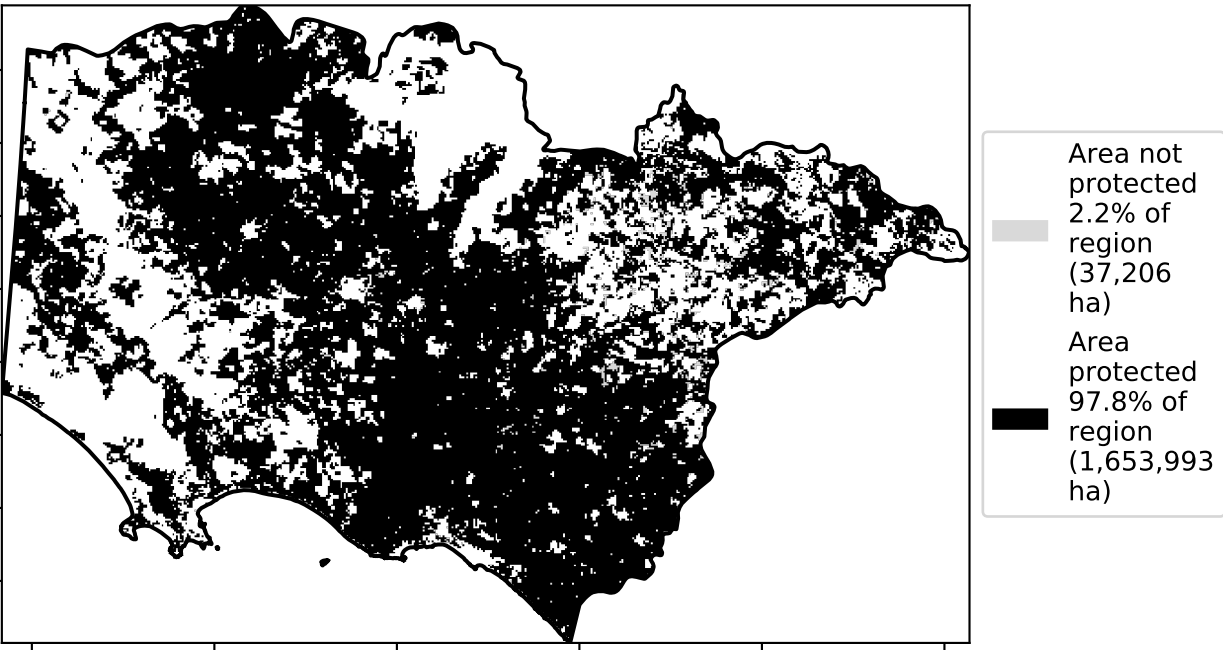 Area not
protected
2.2% of
region
(37,206
ha)
Area
protected
97.8% of
region
(1,653,993
ha)